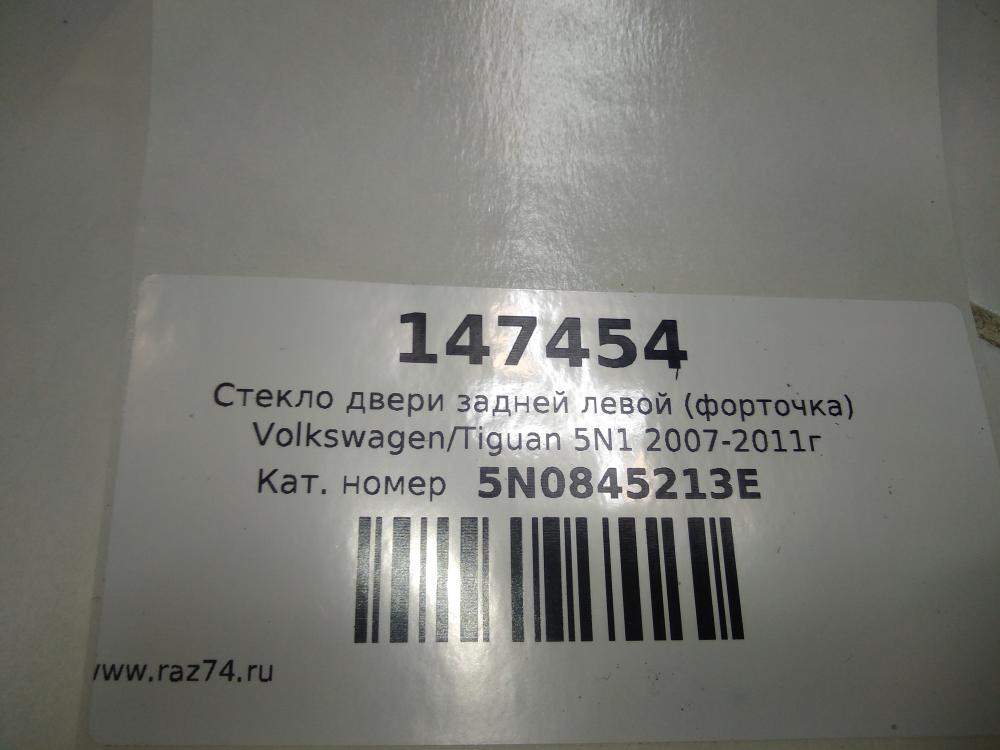 147454
Стекло двери задней левой (форточка)
Volkswagen/Tiguan 5N1 2007-2011г
Кат. номер 5N0845213E
www.raz74.ru